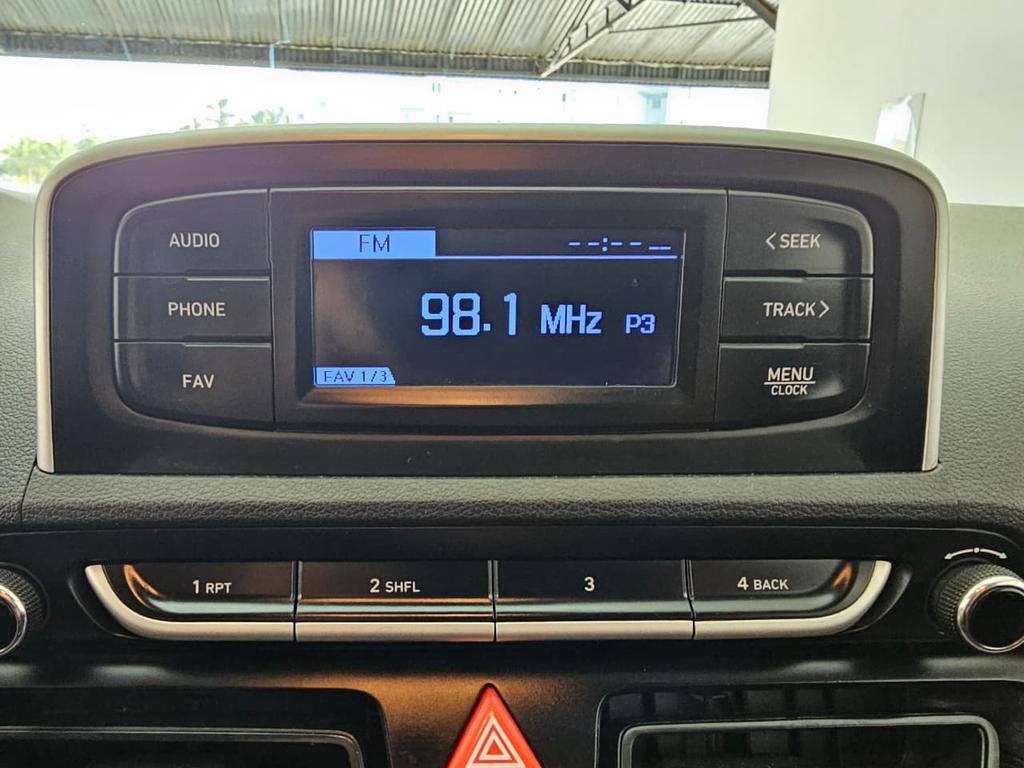 AUDIO
PHONE
FAV
FM --:-- __
98.1 MHz P3
FAV 1/3
<SEEK
TRACK>
MENU
CLOCK
1 RPT
2 SHFL
3
4 BACK